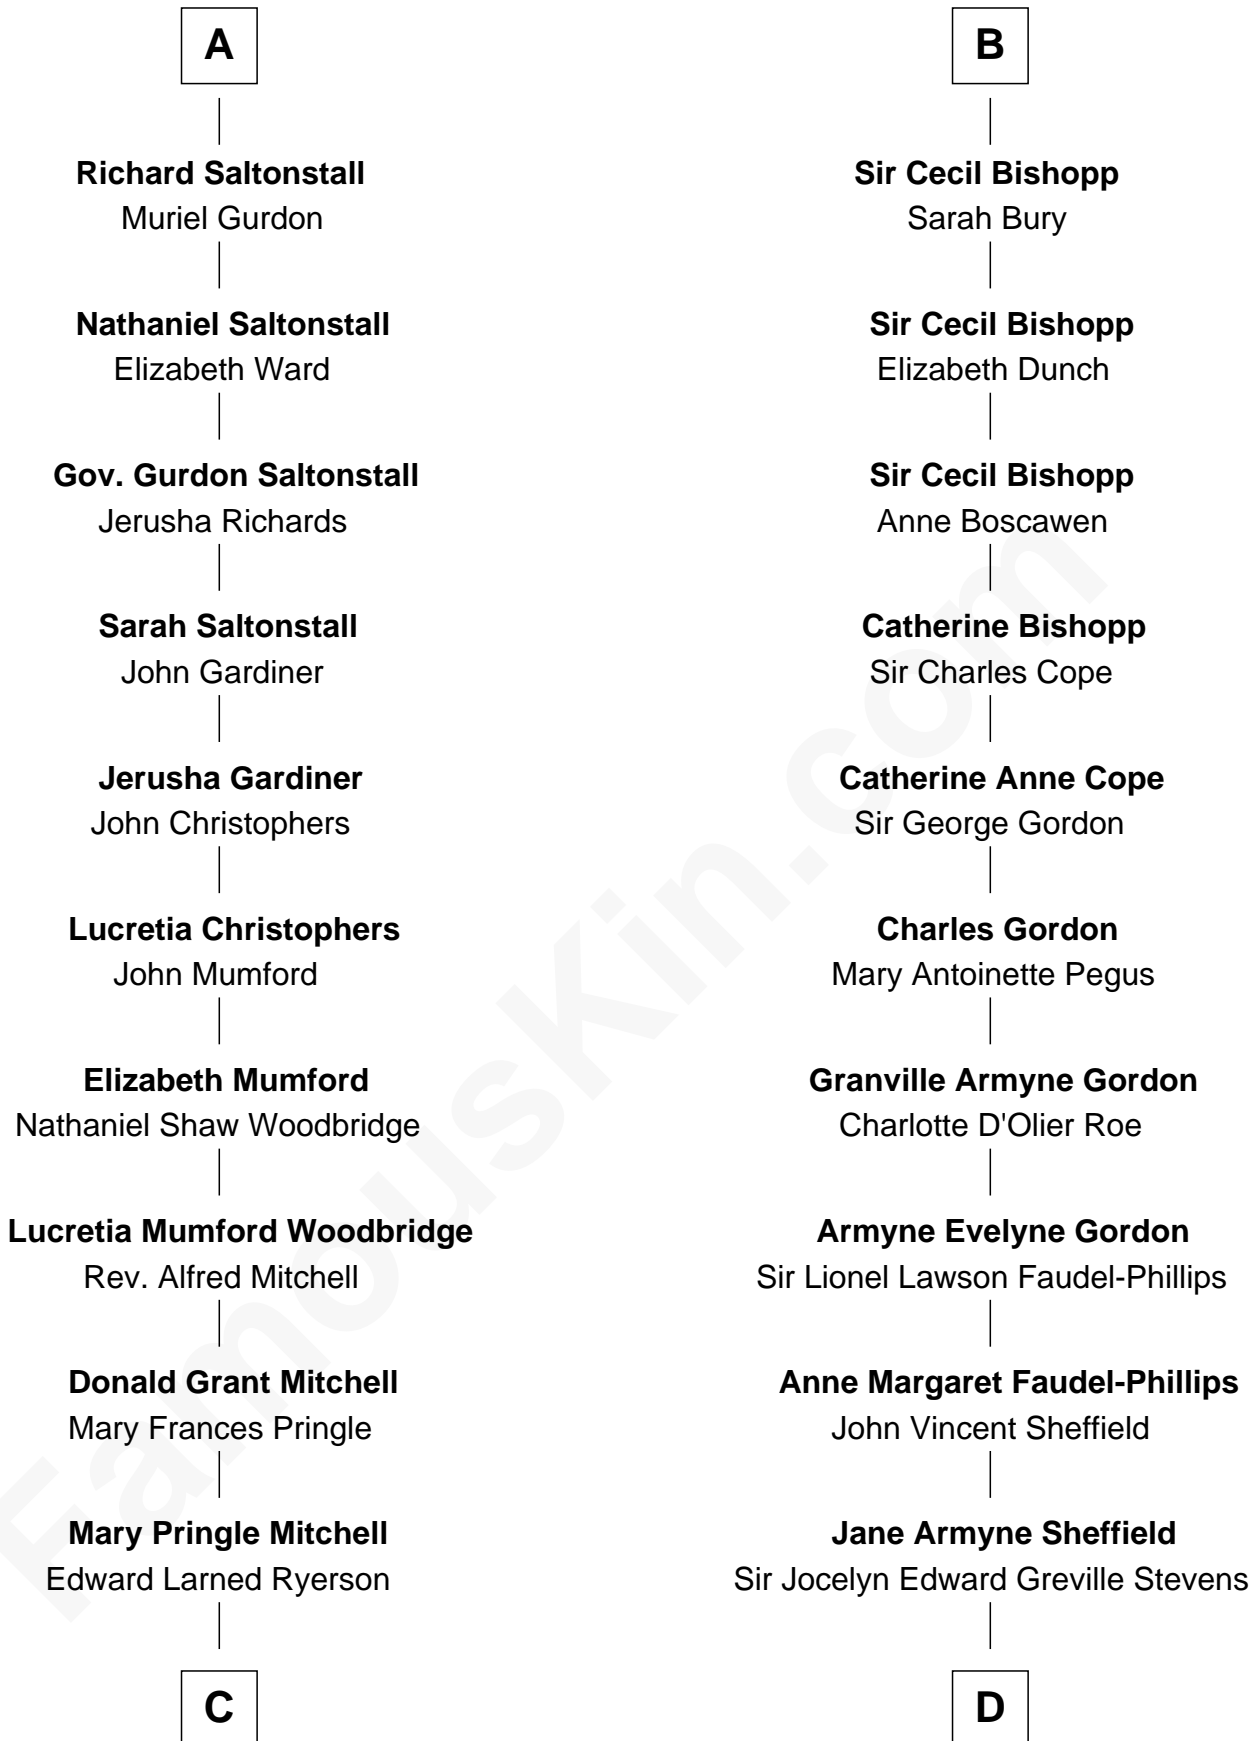 A
Richard Saltonstall
Muriel Gurdon
Nathaniel Saltonstall
Elizabeth Ward
Gov. Gurdon Saltonstall
Jerusha Richards
Sarah Saltonstall
John Gardiner
Jerusha Gardiner
John Christophers
Lucretia Christophers
John Mumford
Elizabeth Mumford
Nathaniel Shaw Woodbridge
Lucretia Mumford Woodbridge
Rev. Alfred Mitchell
Donald Grant Mitchell
Mary Frances Pringle
Mary Pringle Mitchell
Edward Larned Ryerson
C
B
Sir Cecil Bishopp
Sarah Bury
Sir Cecil Bishopp
Elizabeth Dunch
Sir Cecil Bishopp
Anne Boscawen
Catherine Bishopp
Sir Charles Cope
Catherine Anne Cope
Sir George Gordon
Charles Gordon
Mary Antoinette Pegus
Granville Armyne Gordon
Charlotte D'Olier Roe
Armyne Evelyne Gordon
Sir Lionel Lawson Faudel-Phillips
Anne Margaret Faudel-Phillips
John Vincent Sheffield
Jane Armyne Sheffield
Sir Jocelyn Edward Greville Stevens
D
FamousKin.com